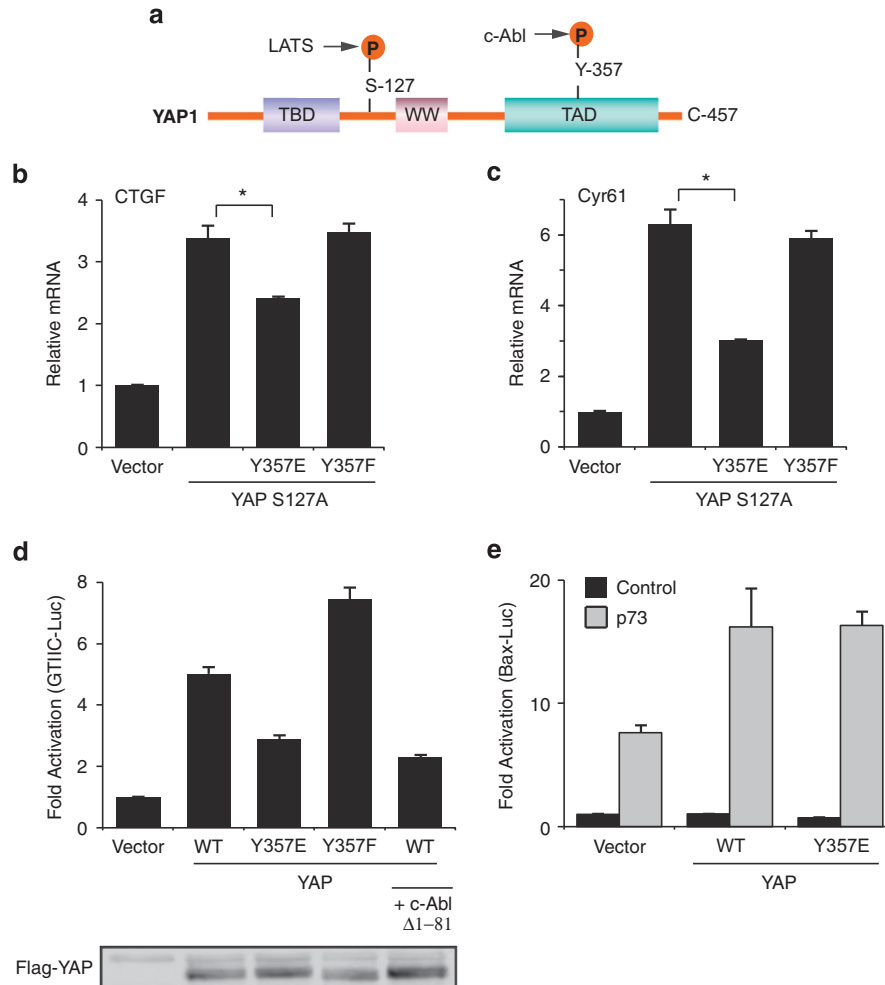 a
LATS
P
c-Abl
P
S-127
Y-357
YAP1
TBD
WW
TAD
C-457
b
CTGF
*
Relative mRNA
4
3
2
1
0
Vector
Y357E
Y357F
YAP S127A
c
Cyr61
*
Relative mRNA
6
4
2
0
Vector
Y357E
Y357F
YAP S127A
d
Fold Activation (GTIIC-Luc)
8
6
4
2
0
Vector
WT
Y357E
Y357F
WT
YAP
+ c-Abl
Δ1–81
Flag-YAP
e
Fold Activation (Bax-Luc)
20
10
0
Control
p73
Vector
WT
Y357E
YAP